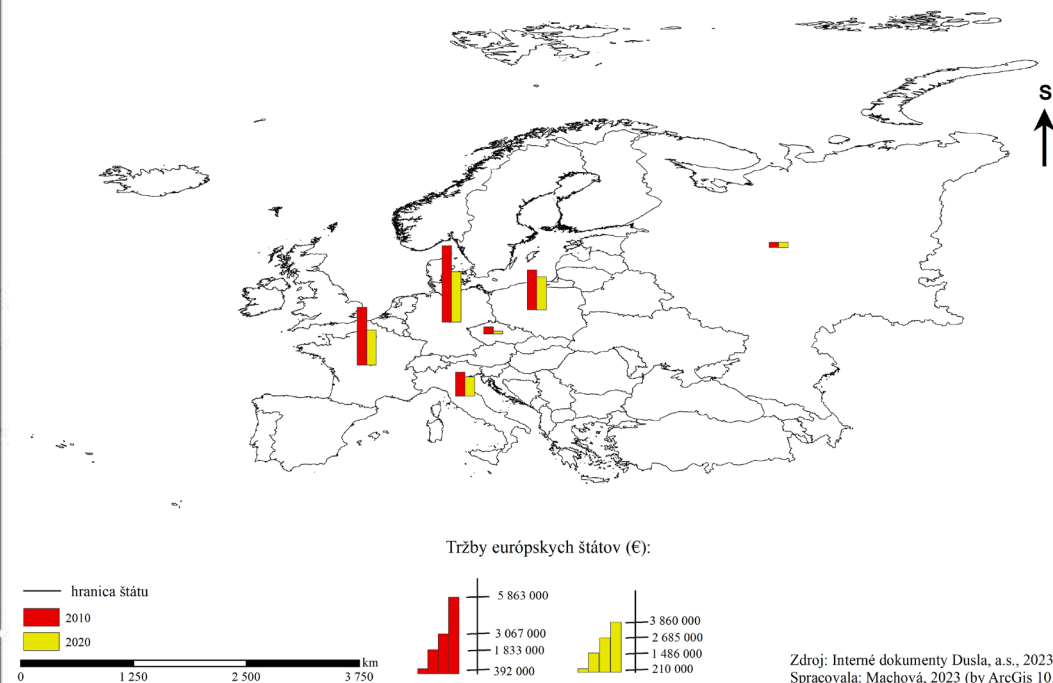 S
Tržby európskych štátov (€):
hranica štátu
2010
2020
5 863 000
3 067 000
1 833 000
392 000
3 860 000
2 685 000
1 486 000
210 000
km
0 1 250 2 500 3 750
Zdroj: Interné dokumenty Dusla, a.s., 2023
Spracovala: Machová, 2023 (by ArcGis 10.